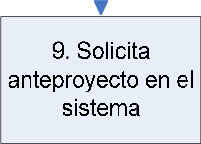 9. Solicita
anteproyecto en el
sistema